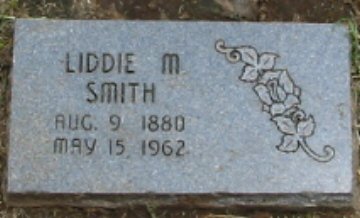 LIDDIE M
SMITH
AUG. 9 1880
MAY 15, 1962